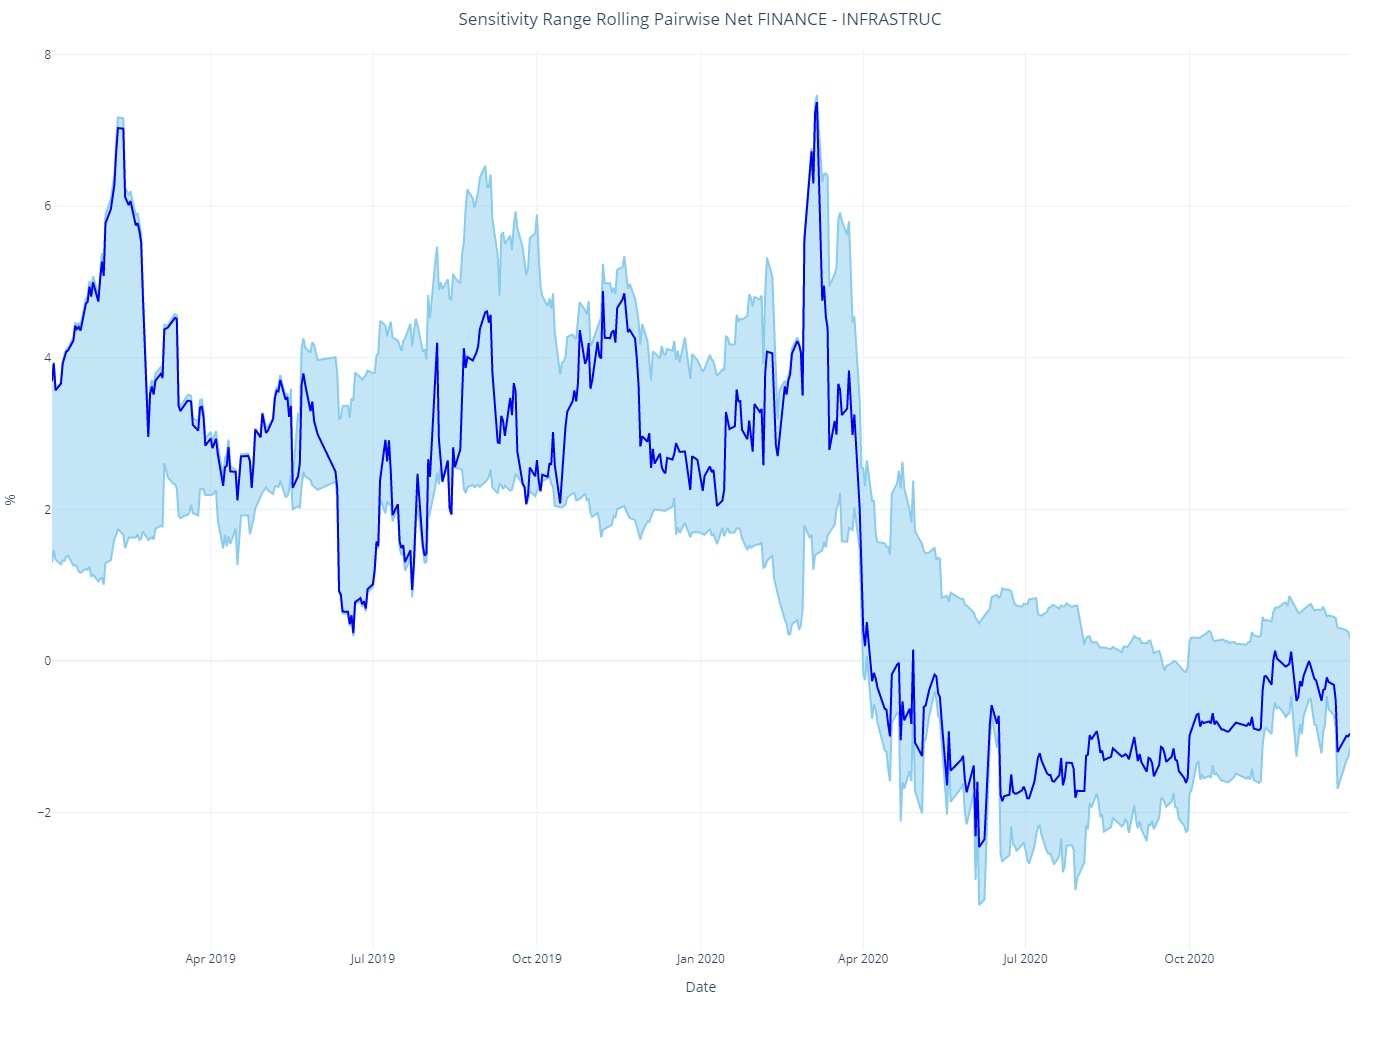 Sensitivity Range Rolling Pairwise Net FINANCE - INFRASTRUC
8
6
4
2
0
−2
%
Apr 2019
Jul 2019
Oct 2019
Jan 2020
Apr 2020
Jul 2020
Oct 2020
Date